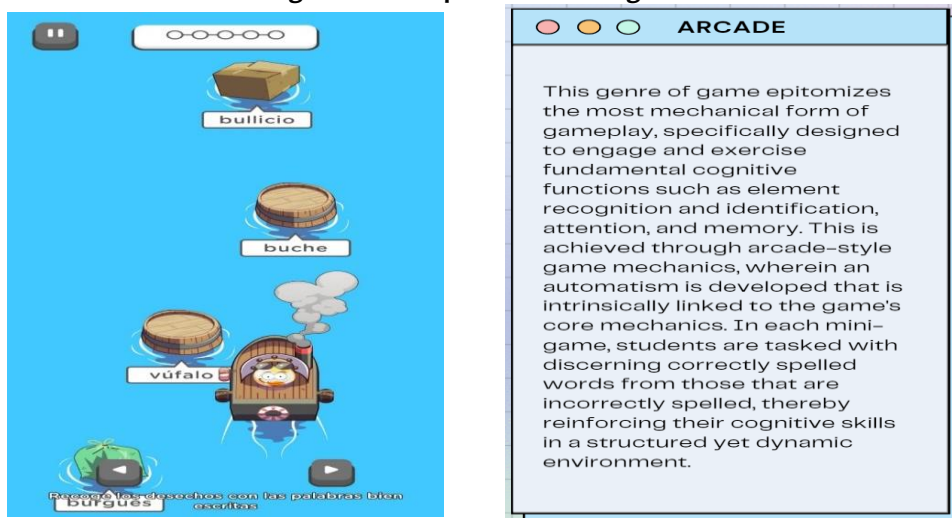 bullicio
buche
vúfalo
Recoge los desechos con las palabras bien
escritas
burgués
ARCADE
This genre of game epitomizes
the most mechanical form of
gameplay, specifically designed
to engage and exercise
fundamental cognitive
functions such as element
recognition and identification,
attention, and memory. This is
achieved through arcade-style
game mechanics, wherein an
automatism is developed that is
intrinsically linked to the game's
core mechanics. In each mini-
game, students are tasked with
discerning correctly spelled
words from those that are
incorrectly spelled, thereby
reinforcing their cognitive skills
in a structured yet dynamic
environment.